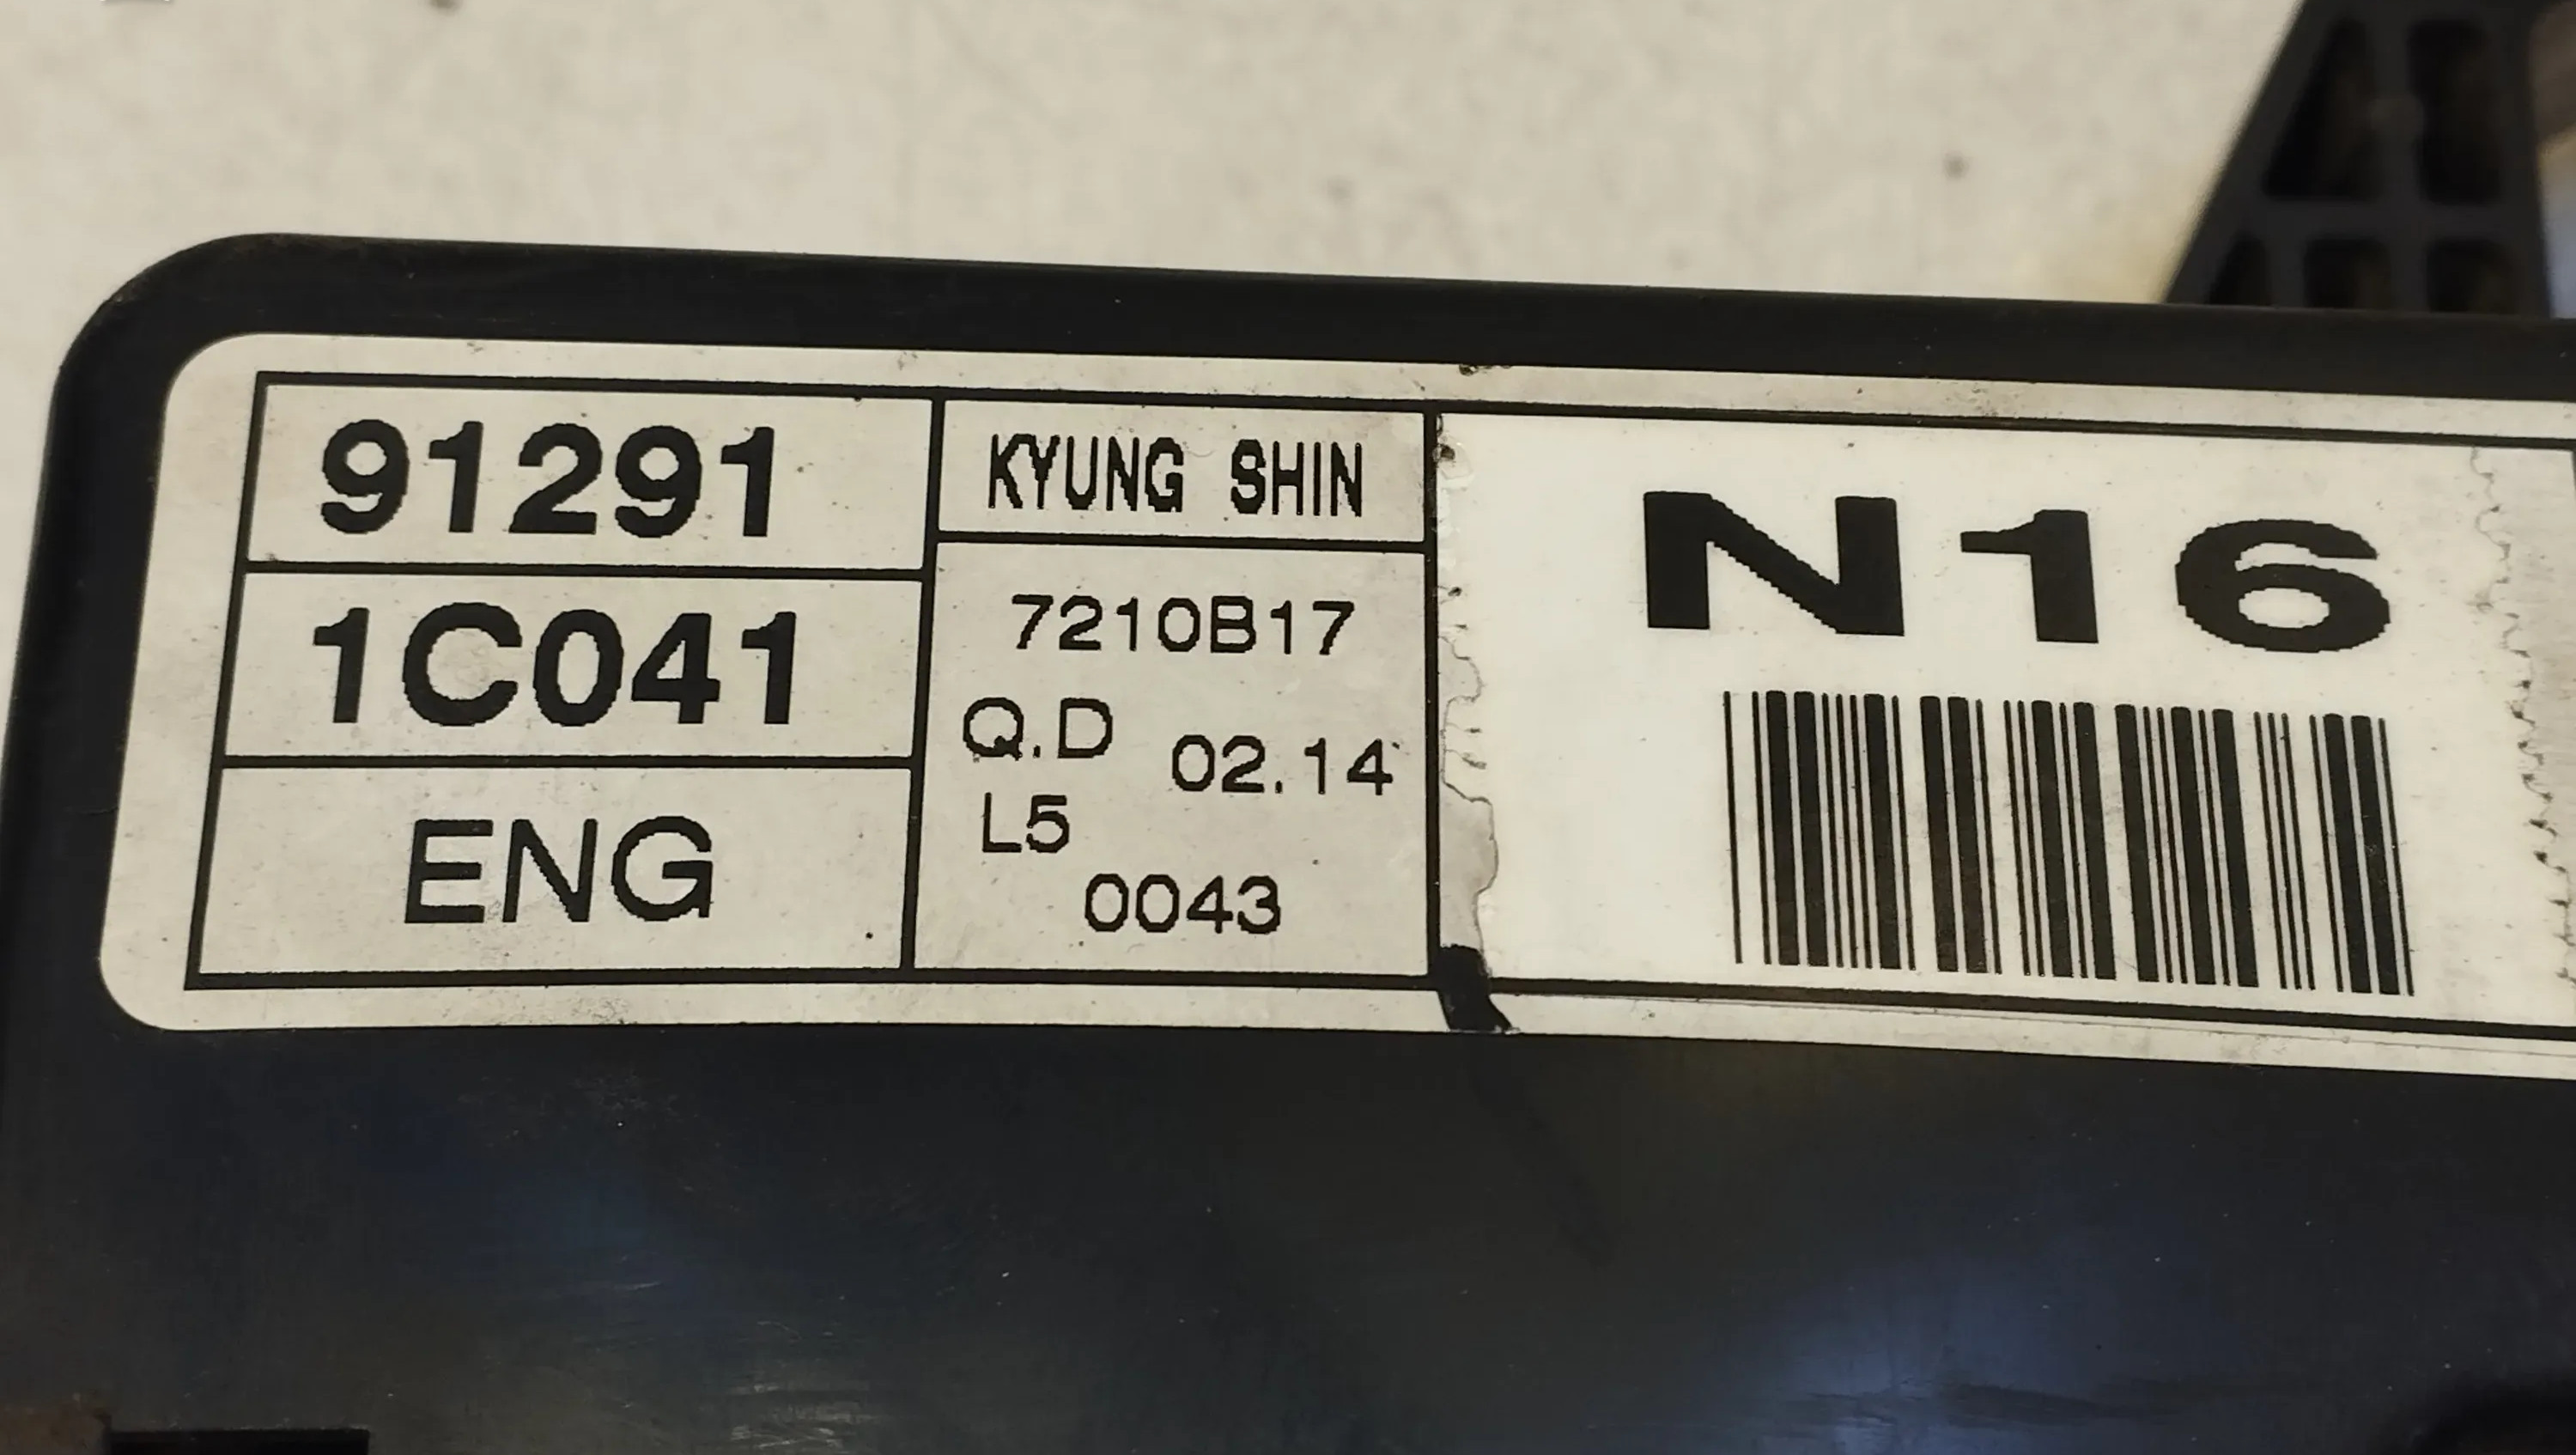 91291
1C041
ENG
KYUNG SHIN
7210B17
Q.D 02.14
L5
0043
N16